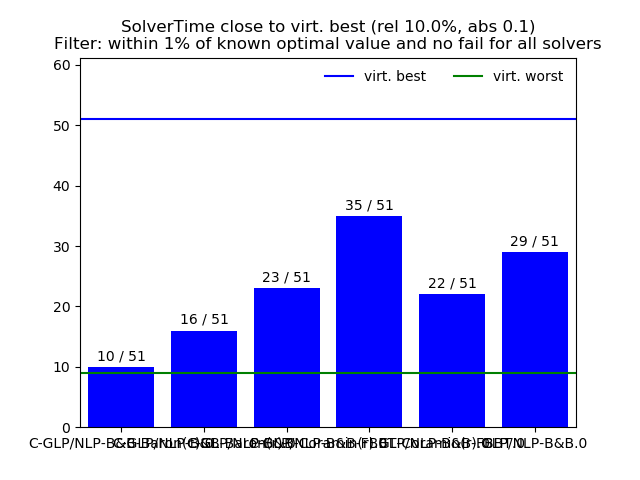 SolverTime close to virt. best (rel 10.0%, abs 0.1)
Filter: within 1% of known optimal value and no fail for all solvers
60
virt. best
virt. worst
50
40
35 / 51
30
29 / 51
23 / 51
22 / 51
20
16 / 51
10
10 / 51
0
C-GLP/NLP-B&B